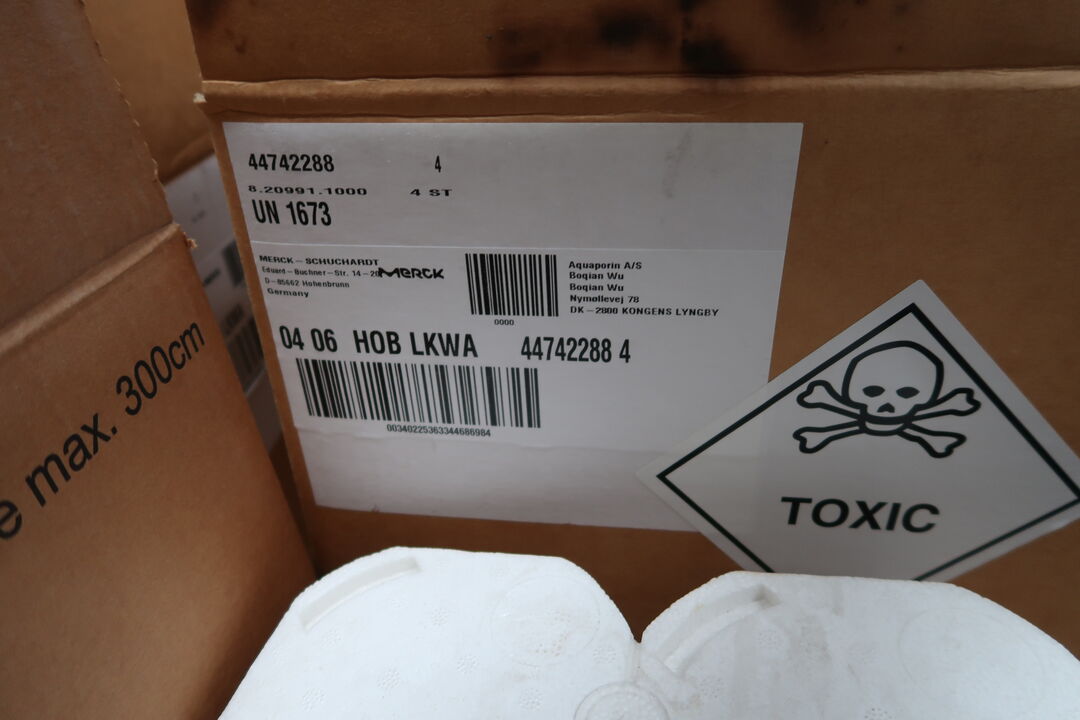 44742288 4
8.20991.1000 4 ST
UN 1673
MERCK - SCHUCHARDT
Eduard-Buchner-Str. 14-20
D-85662 Hohenbrunn
Germany
MERCK
0000
Aquaporin A/S
Boqian Wu
Boqian Wu
Nymøllevej 78
DK-2800 KONGENS LYNGBY
04 06 HOB LKWA 44742288 4
00340225363344686984
TOXIC
e max. 300cm